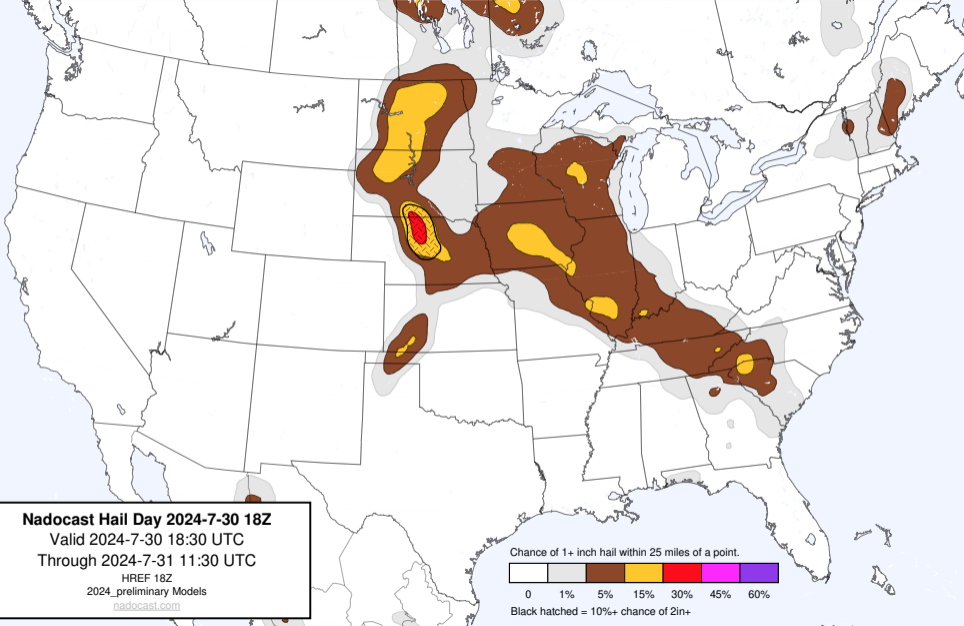 Nadocast Hail Day 2024-7-30 18Z
Valid 2024-7-30 18:30 UTC
Through 2024-7-31 11:30 UTC
HREF 18Z
2024_preliminary Models
nadocast.com
Chance of 1+ inch hail within 25 miles of a point.
0 1% 5% 15% 30% 45% 60%
Black hatched = 10%+ chance of 2in+